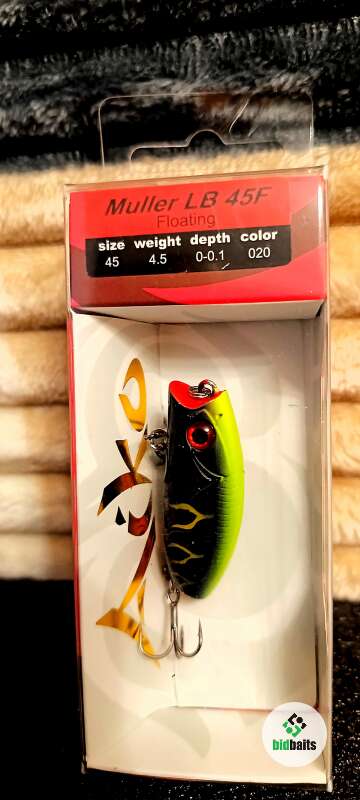 Muller LB 45F
Floating
size weight depth color
45 4.5 0-0.1 020
bidbaits